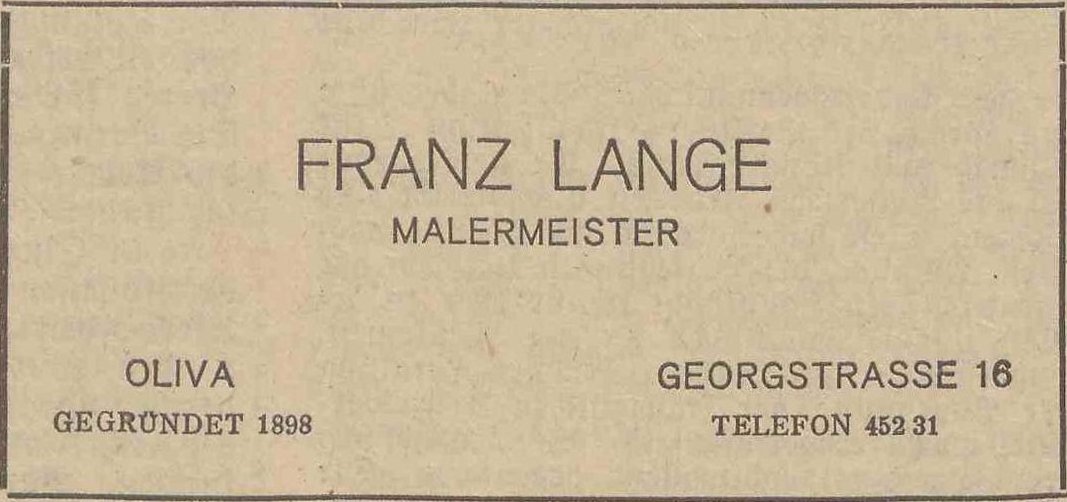 FRANZ LANGE
MALERMEISTER
OLIVA
GEGRÜNDET 1898
GEORGSTRASSE 16
TELEFON 452 31